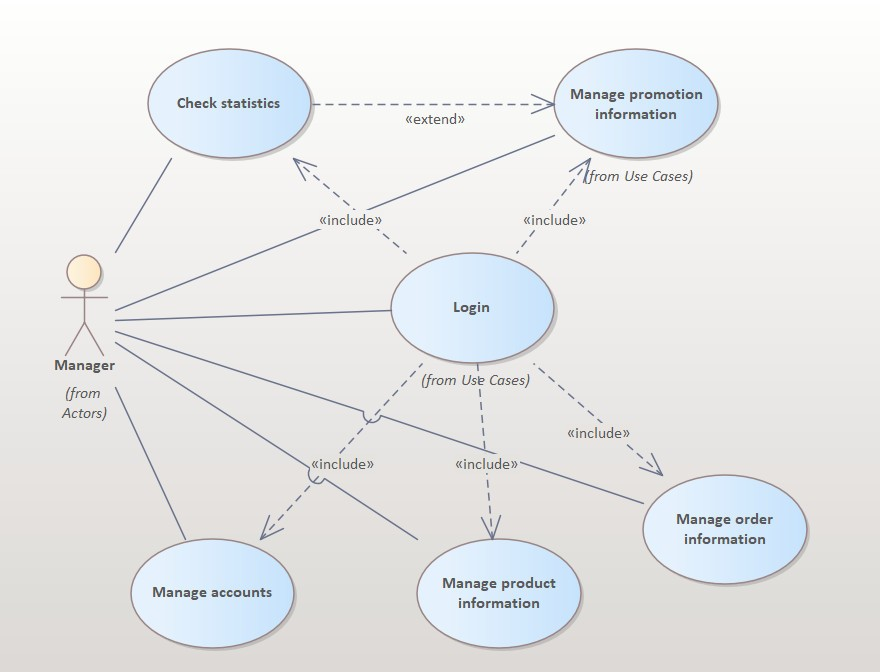 Check statistics
Manage promotion
information
«extend»
(from Use Cases)
«include»
«include»
Login
Manager
(from
Actors)
(from Use Cases)
«include»
«include»
«include»
Manage order
information
Manage accounts
Manage product
information